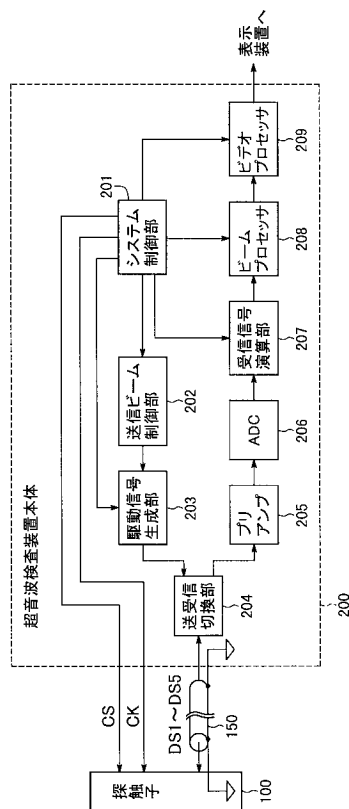 超音波検査装置本体
表示
装置へ
201
システム
制御部
CS
CK
202
送信ビーム
制御部
203
駆動信号
生成部
204
送受信
切換部
205
プリ
アンプ
206
ADC
207
受信信号
演算部
208
ビーム
プロセッサ
209
ビデオ
プロセッサ
DS1～DS5
150
探触子
100
200